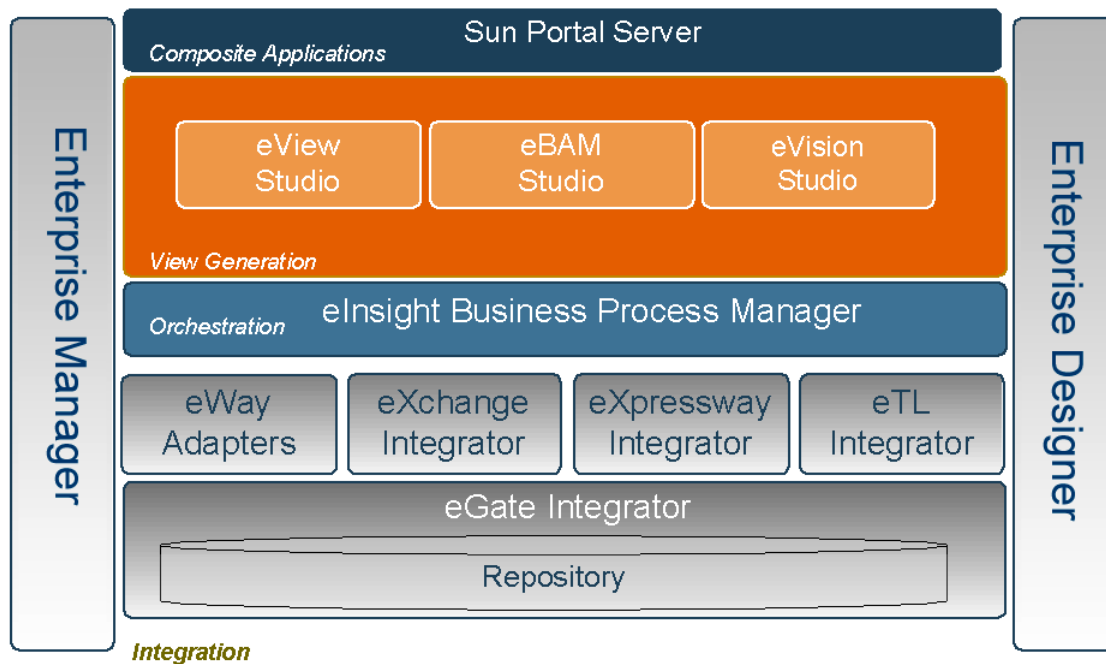 Enterprise Manager
Sun Portal Server
Composite Applications
eView
Studio
eBAM
Studio
eVision
Studio
View Generation
eInsight Business Process Manager
Orchestration
eWay
Adapters
eXchange
Integrator
eXpressway
Integrator
eTL
Integrator
eGate Integrator
Repository
Integration
Enterprise Designer